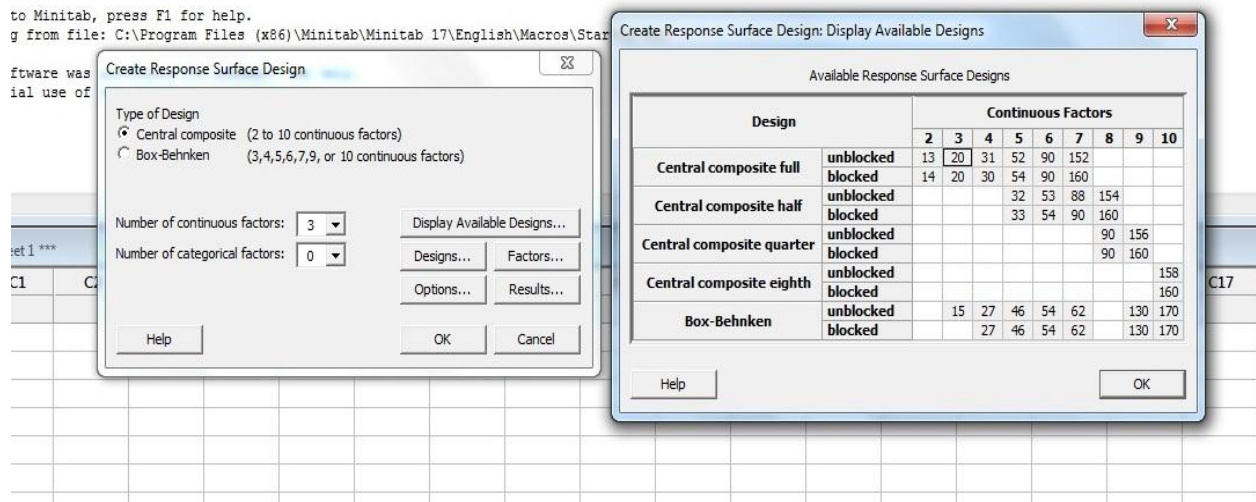 to Minitab, press F1 for help.
g from file: C:\Program Files (x86)\Minitab\Minitab 17\English\Macros\Star
ftware was
ial use of
Create Response Surface Design
Type of Design
Central composite (2 to 10 continuous factors)
Box-Behnken (3,4,5,6,7,9, or 10 continuous factors)
Number of continuous factors: 3
Display Available Designs...
Number of categorical factors: 0
Designs... Factors...
Options... Results...
Help OK Cancel
Create Response Surface Design: Display Available Designs
Available Response Surface Designs
Design Continuous Factors
2 3 4 5 6 7 8 9 10
Central composite full unblocked 13 20 31 52 90 152
blocked 14 20 30 54 90 160
Central composite half unblocked 32 53 88 154
blocked 33 54 90 160
Central composite quarter unblocked 90 156
blocked 90 160
Central composite eighth unblocked 158
blocked 160
Box-Behnken unblocked 15 27 46 54 62 130 170
blocked 27 46 54 62 130 170
Help OK
eet 1 ***
C1 C2 C17